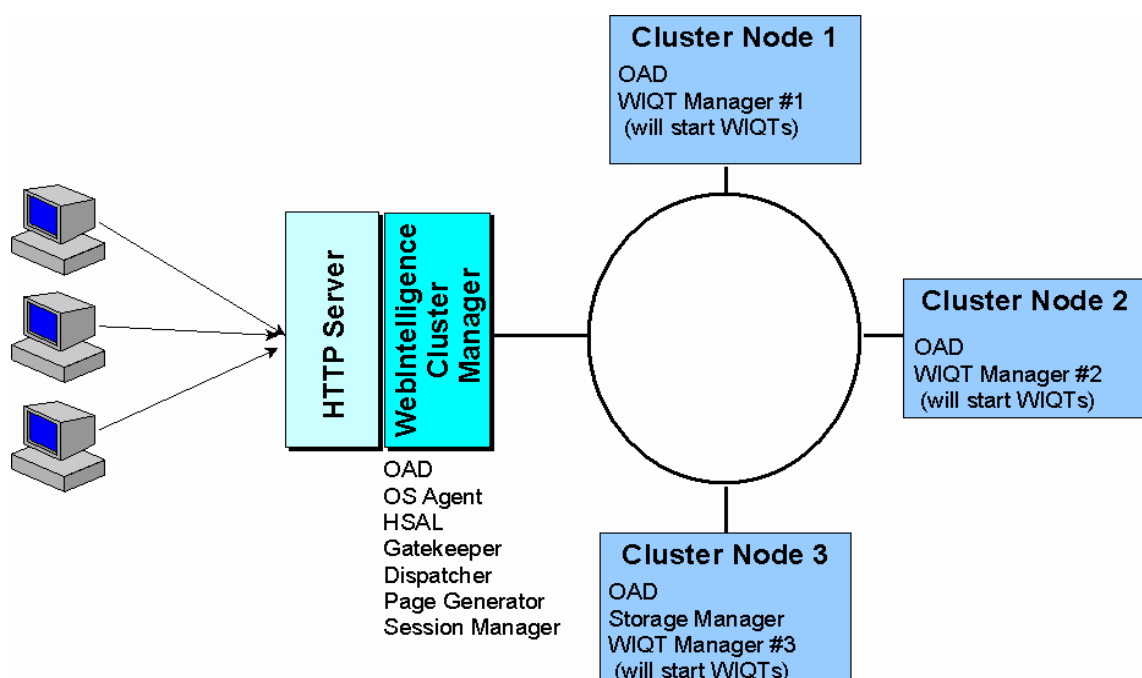 Cluster Node 1
OAD
WIQT Manager #1
(will start WIQTs)
HTTP Server
WebIntelligence
Cluster
Manager
OAD
OS Agent
HSAL
Gatekeeper
Dispatcher
Page Generator
Session Manager
Cluster Node 2
OAD
WIQT Manager #2
(will start WIQTs)
Cluster Node 3
OAD
Storage Manager
WIQT Manager #3
(will start WIQTs)